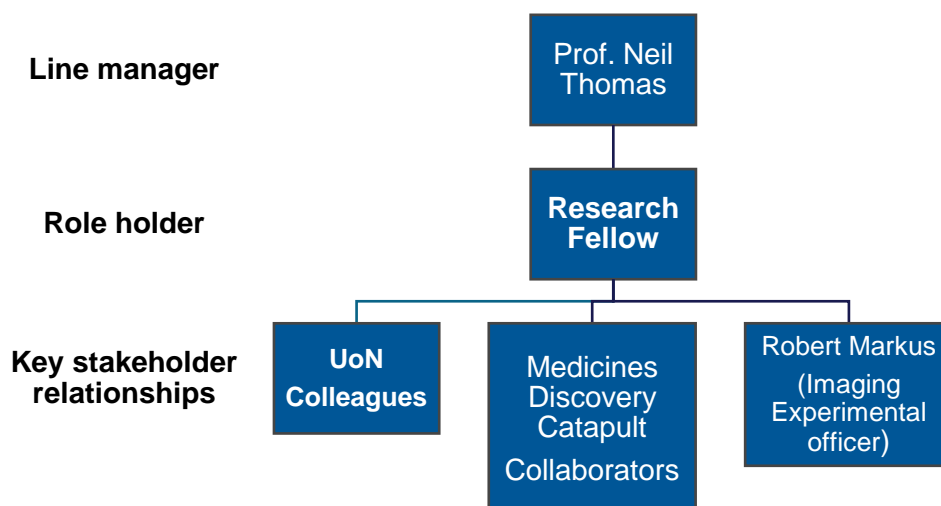 Line manager
Prof. Neil
Thomas
Role holder
Research
Fellow
Key stakeholder
relationships
UoN
Colleagues
Medicines
Discovery
Catapult
Collaborators
Robert Markus
(Imaging
Experimental
officer)